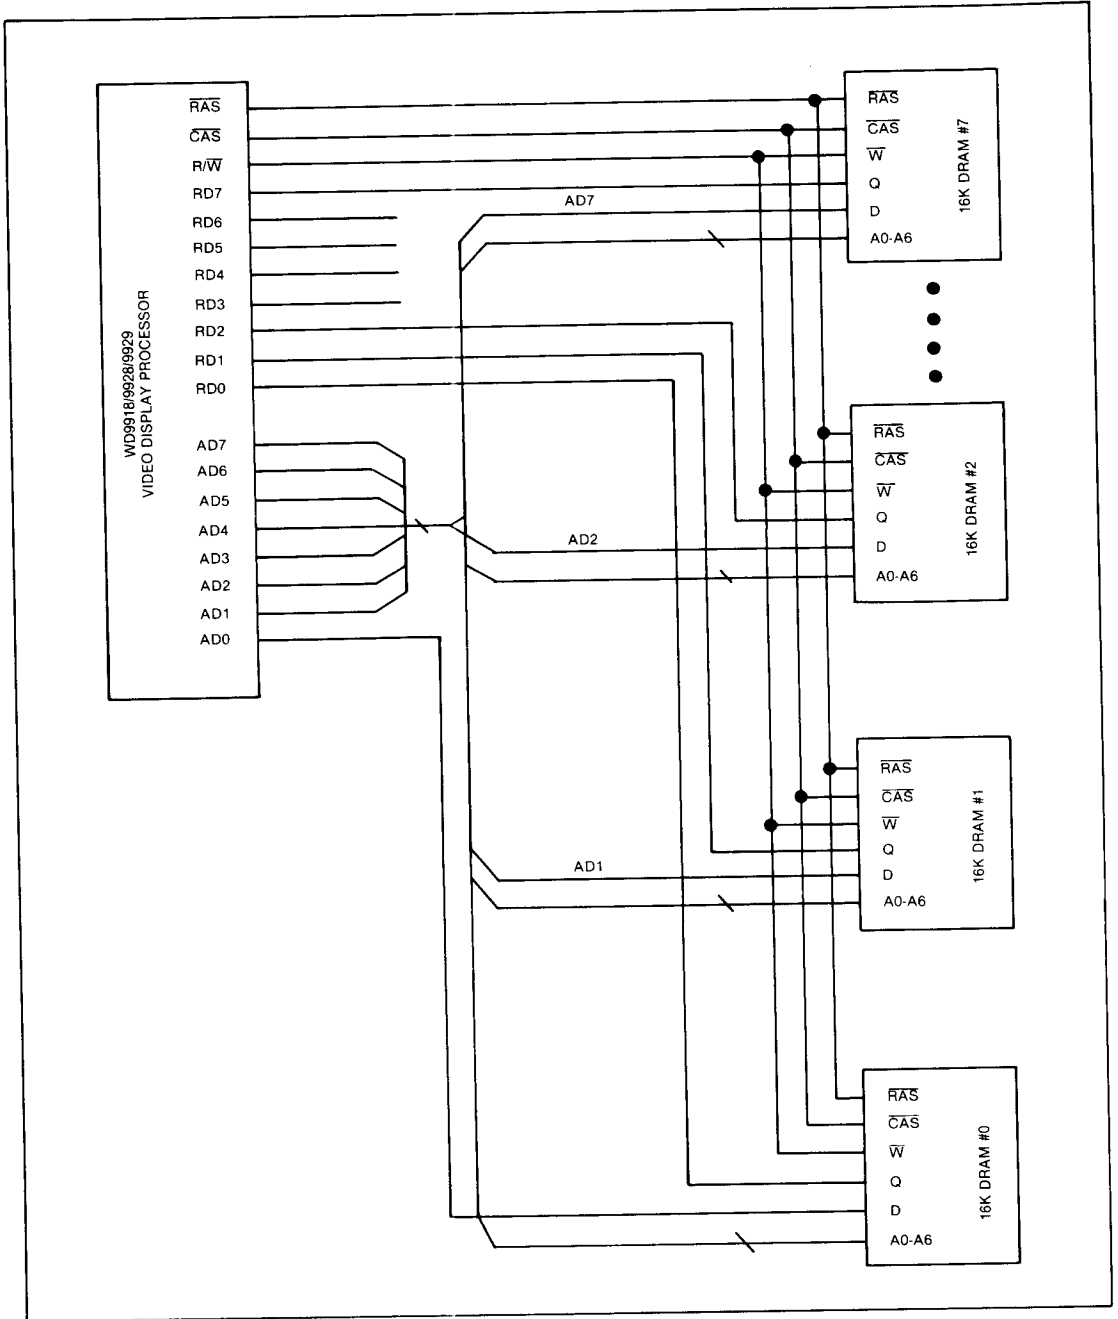 WD9918/9928/9929
VIDEO DISPLAY PROCESSOR
RAS
CAS
R/W
RD7
RD6
RD5
RD4
RD3
RD2
RD1
RD0
AD7
AD6
AD5
AD4
AD3
AD2
AD1
AD0
AD7
AD2
AD1
RAS
CAS
W
Q
D
A0-A6
16K DRAM #7
RAS
CAS
W
Q
D
A0-A6
16K DRAM #2
RAS
CAS
W
Q
D
A0-A6
16K DRAM #1
RAS
CAS
W
Q
D
A0-A6
16K DRAM #0